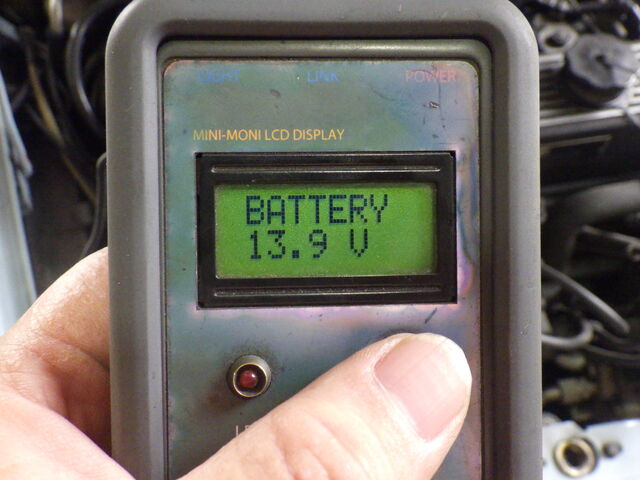 LIGHT LINK POWER
MINI-MONI LCD DISPLAY
BATTERY
13.9 V